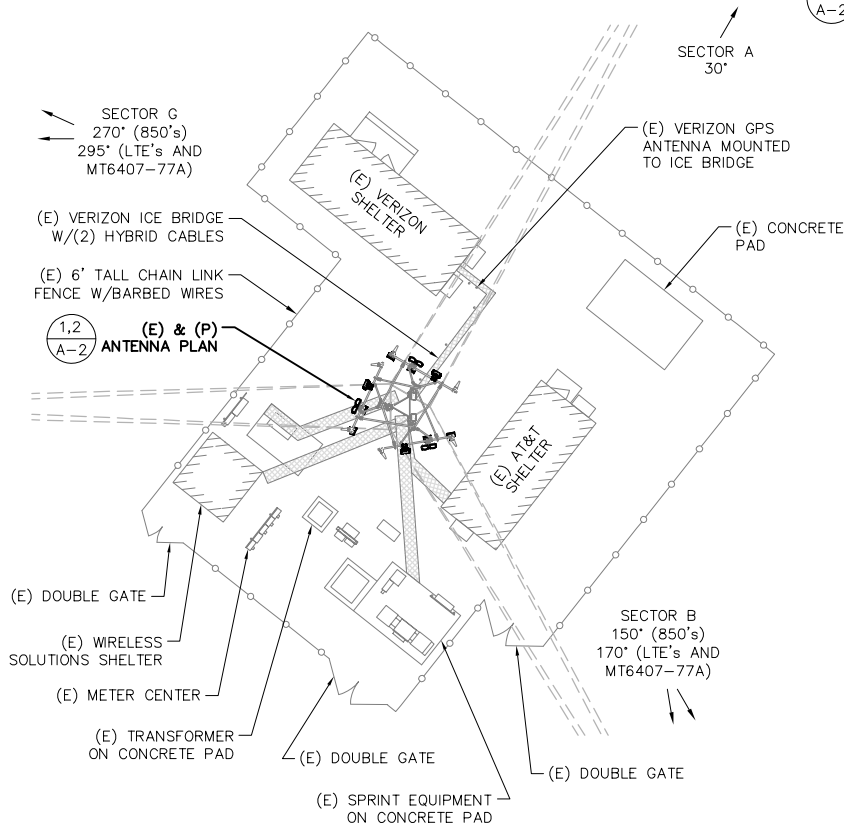 A-2
SECTOR A
30°
SECTOR G
270° (850's)
295° (LTE's AND
MT6407-77A)
(E) VERIZON GPS
ANTENNA MOUNTED
TO ICE BRIDGE
(E) VERIZON
SHELTER
(E) VERIZON ICE BRIDGE
W/(2) HYBRID CABLES
(E) CONCRETE
PAD
(E) 6' TALL CHAIN LINK
FENCE W/BARBED WIRES
1,2
A-2
(E) & (P)
ANTENNA PLAN
(E) AT&T
SHELTER
(E) DOUBLE GATE
(E) WIRELESS
SOLUTIONS SHELTER
SECTOR B
150° (850's)
170° (LTE's AND
MT6407-77A)
(E) METER CENTER
(E) TRANSFORMER
ON CONCRETE PAD
(E) DOUBLE GATE
(E) DOUBLE GATE
(E) SPRINT EQUIPMENT
ON CONCRETE PAD